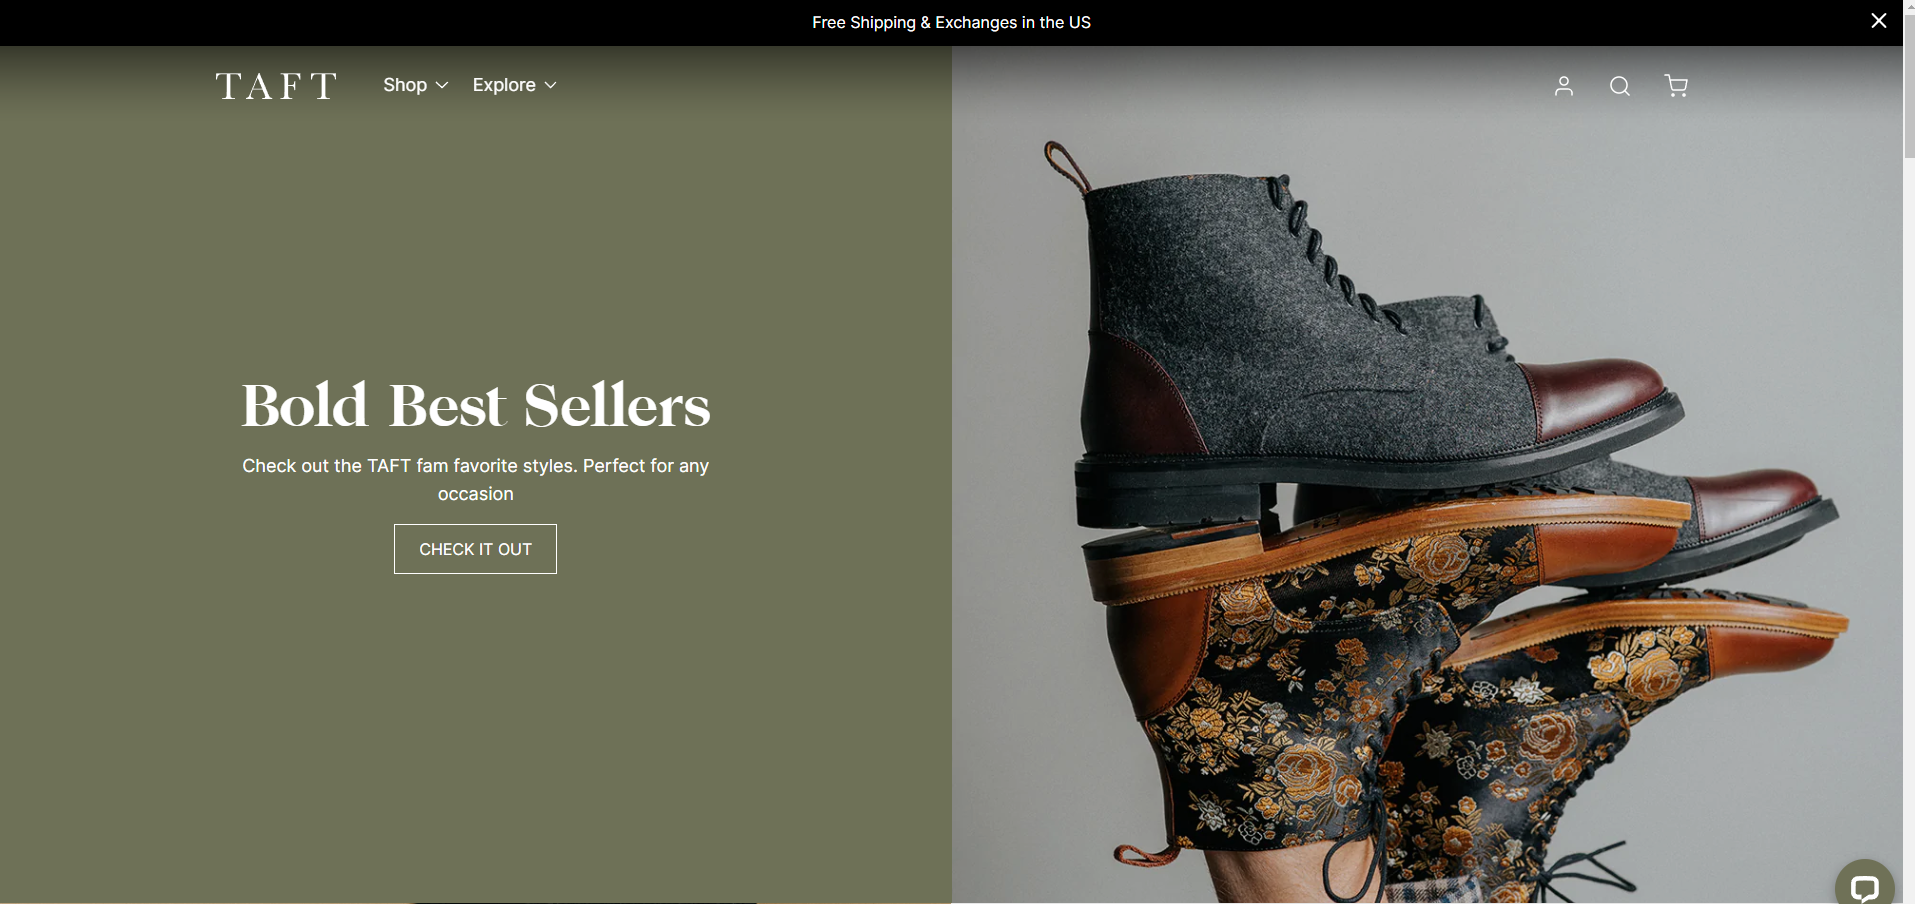 Free Shipping & Exchanges in the US
TAFT
Shop
Explore
Bold Best Sellers
Check out the TAFT fam favorite styles. Perfect for any
occasion
CHECK IT OUT